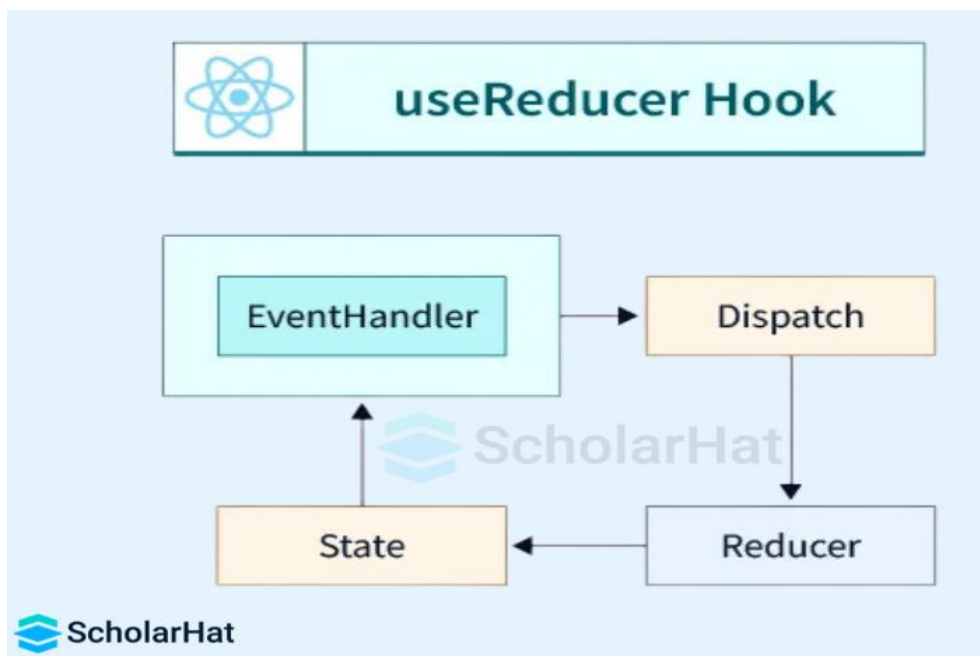 useReducer Hook
EventHandler
Dispatch
ScholarHat
State
Reducer
ScholarHat